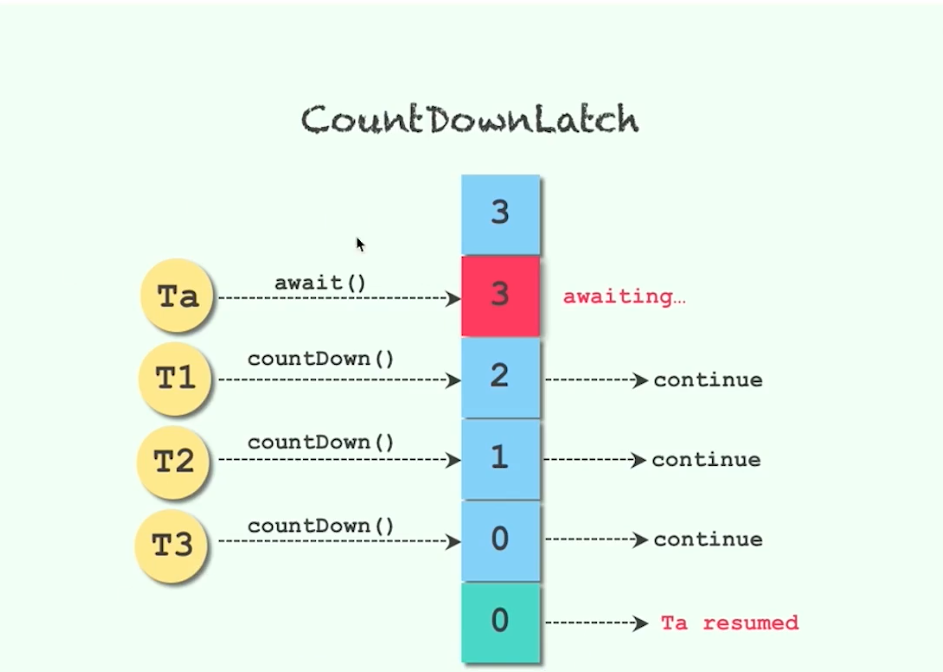 CountDownLatch
3
Ta await() 3 awaiting…
T1 countDown() 2 continue
T2 countDown() 1 continue
T3 countDown() 0 continue
0 Ta resumed